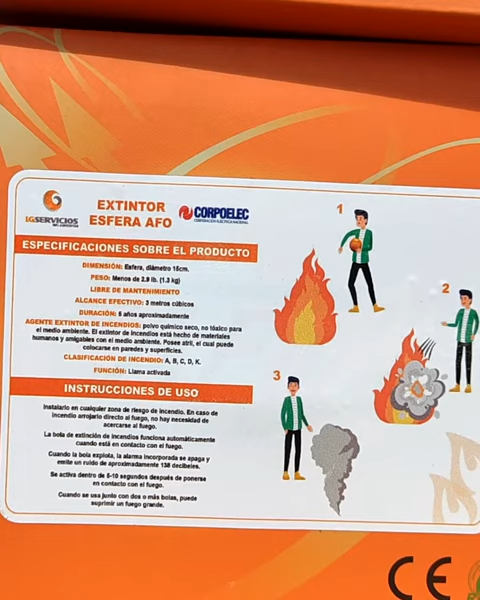 IGSERVICIOS
EXTINTOR
ESFERA AFO
CORPOELEC
ESPECIFICACIONES SOBRE EL PRODUCTO
DIMENSIÓN: Esfera, diámetro 15cm.
PESO: Menos de 2.9 lb. (1.3 kg)
LIBRE DE MANTENIMIENTO
ALCANCE EFECTIVO: 3 metros cúbicos
DURACIÓN: 5 años aproximadamente
AGENTE EXTINTOR DE INCENDIOS: polvo químico seco, no tóxico para
el medio ambiente. El extintor de incendios está hecho de materiales
humanos y amigables con el medio ambiente. Posee atril, el cual puede
colocarse en paredes y superficies.
CLASIFICACIÓN DE INCENDIO: A, B, C, D, K.
FUNCIÓN: Llama activada
INSTRUCCIONES DE USO
Instalarlo en cualquier zona de riesgo de incendio. En caso de
incendio arrojarlo directo al fuego, no hay necesidad de
acercarse al fuego.
La bola de extinción de incendios funciona automáticamente
cuando está en contacto con el fuego.
Cuando la bola explota, la alarma incorporada se apaga y
emite un ruido de aproximadamente 138 decibeles.
Se activa dentro de 5-10 segundos después de ponerse
en contacto con el fuego.
Cuando se usa junto con dos o más bolas, puede
suprimir un fuego grande.
1
2
3
CE